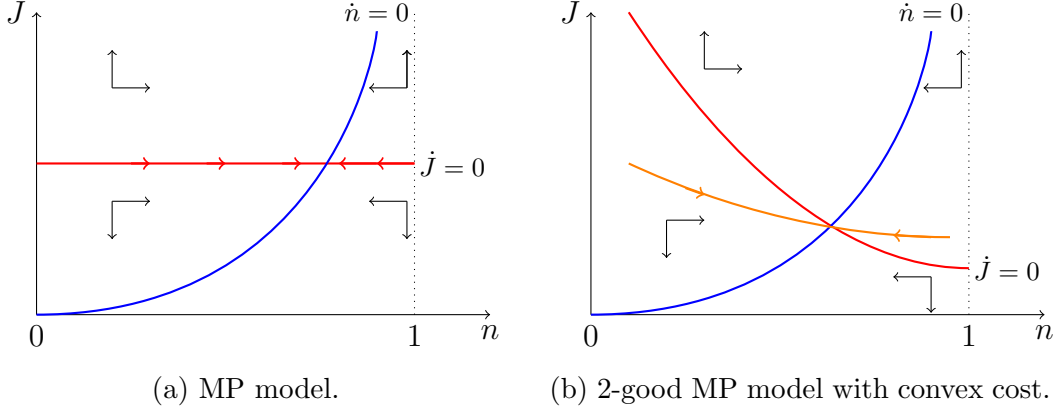 J
ṅ = 0
J̇ = 0
0
1
n
(a) MP model.
J
ṅ = 0
J̇ = 0
0
1
n
(b) 2-good MP model with convex cost.